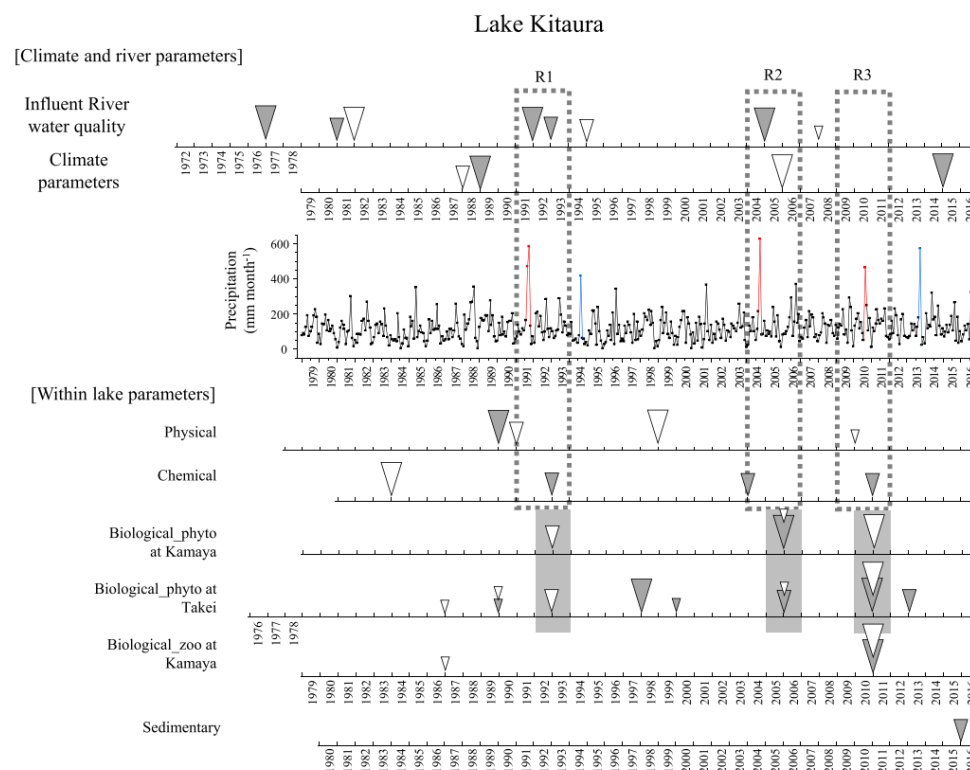 Lake Kitaura
[Climate and river parameters]
R1 R2 R3
Influent River
water quality
1972 1973 1974 1975 1976 1977 1978
Climate
parameters
1979 1980 1981 1982 1983 1984 1985 1986 1987 1988 1989 1990 1991 1992 1993 1994 1995 1996 1997 1998 1999 2000 2001 2002 2003 2004 2005 2006 2007 2008 2009 2010 2011 2012 2013 2014 2015 2016
Precipitation
(mm month-1)
600
400
200
0
1979 1980 1981 1982 1983 1984 1985 1986 1987 1988 1989 1990 1991 1992 1993 1994 1995 1996 1997 1998 1999 2000 2001 2002 2003 2004 2005 2006 2007 2008 2009 2010 2011 2012 2013 2014 2015 2016
[Within lake parameters]
Physical
Chemical
Biological_phyto
at Kamaya
Biological_phyto at
Takei
1976 1977 1978
Biological_zoo at
Kamaya
1979 1980 1981 1982 1983 1984 1985 1986 1987 1988 1989 1990 1991 1992 1993 1994 1995 1996 1997 1998 1999 2000 2001 2002 2003 2004 2005 2006 2007 2008 2009 2010 2011 2012 2013 2014 2015 2016
Sedimentary
1980 1981 1982 1983 1984 1985 1986 1987 1988 1989 1990 1991 1992 1993 1994 1995 1996 1997 1998 1999 2000 2001 2002 2003 2004 2005 2006 2007 2008 2009 2010 2011 2012 2013 2014 2015 2016